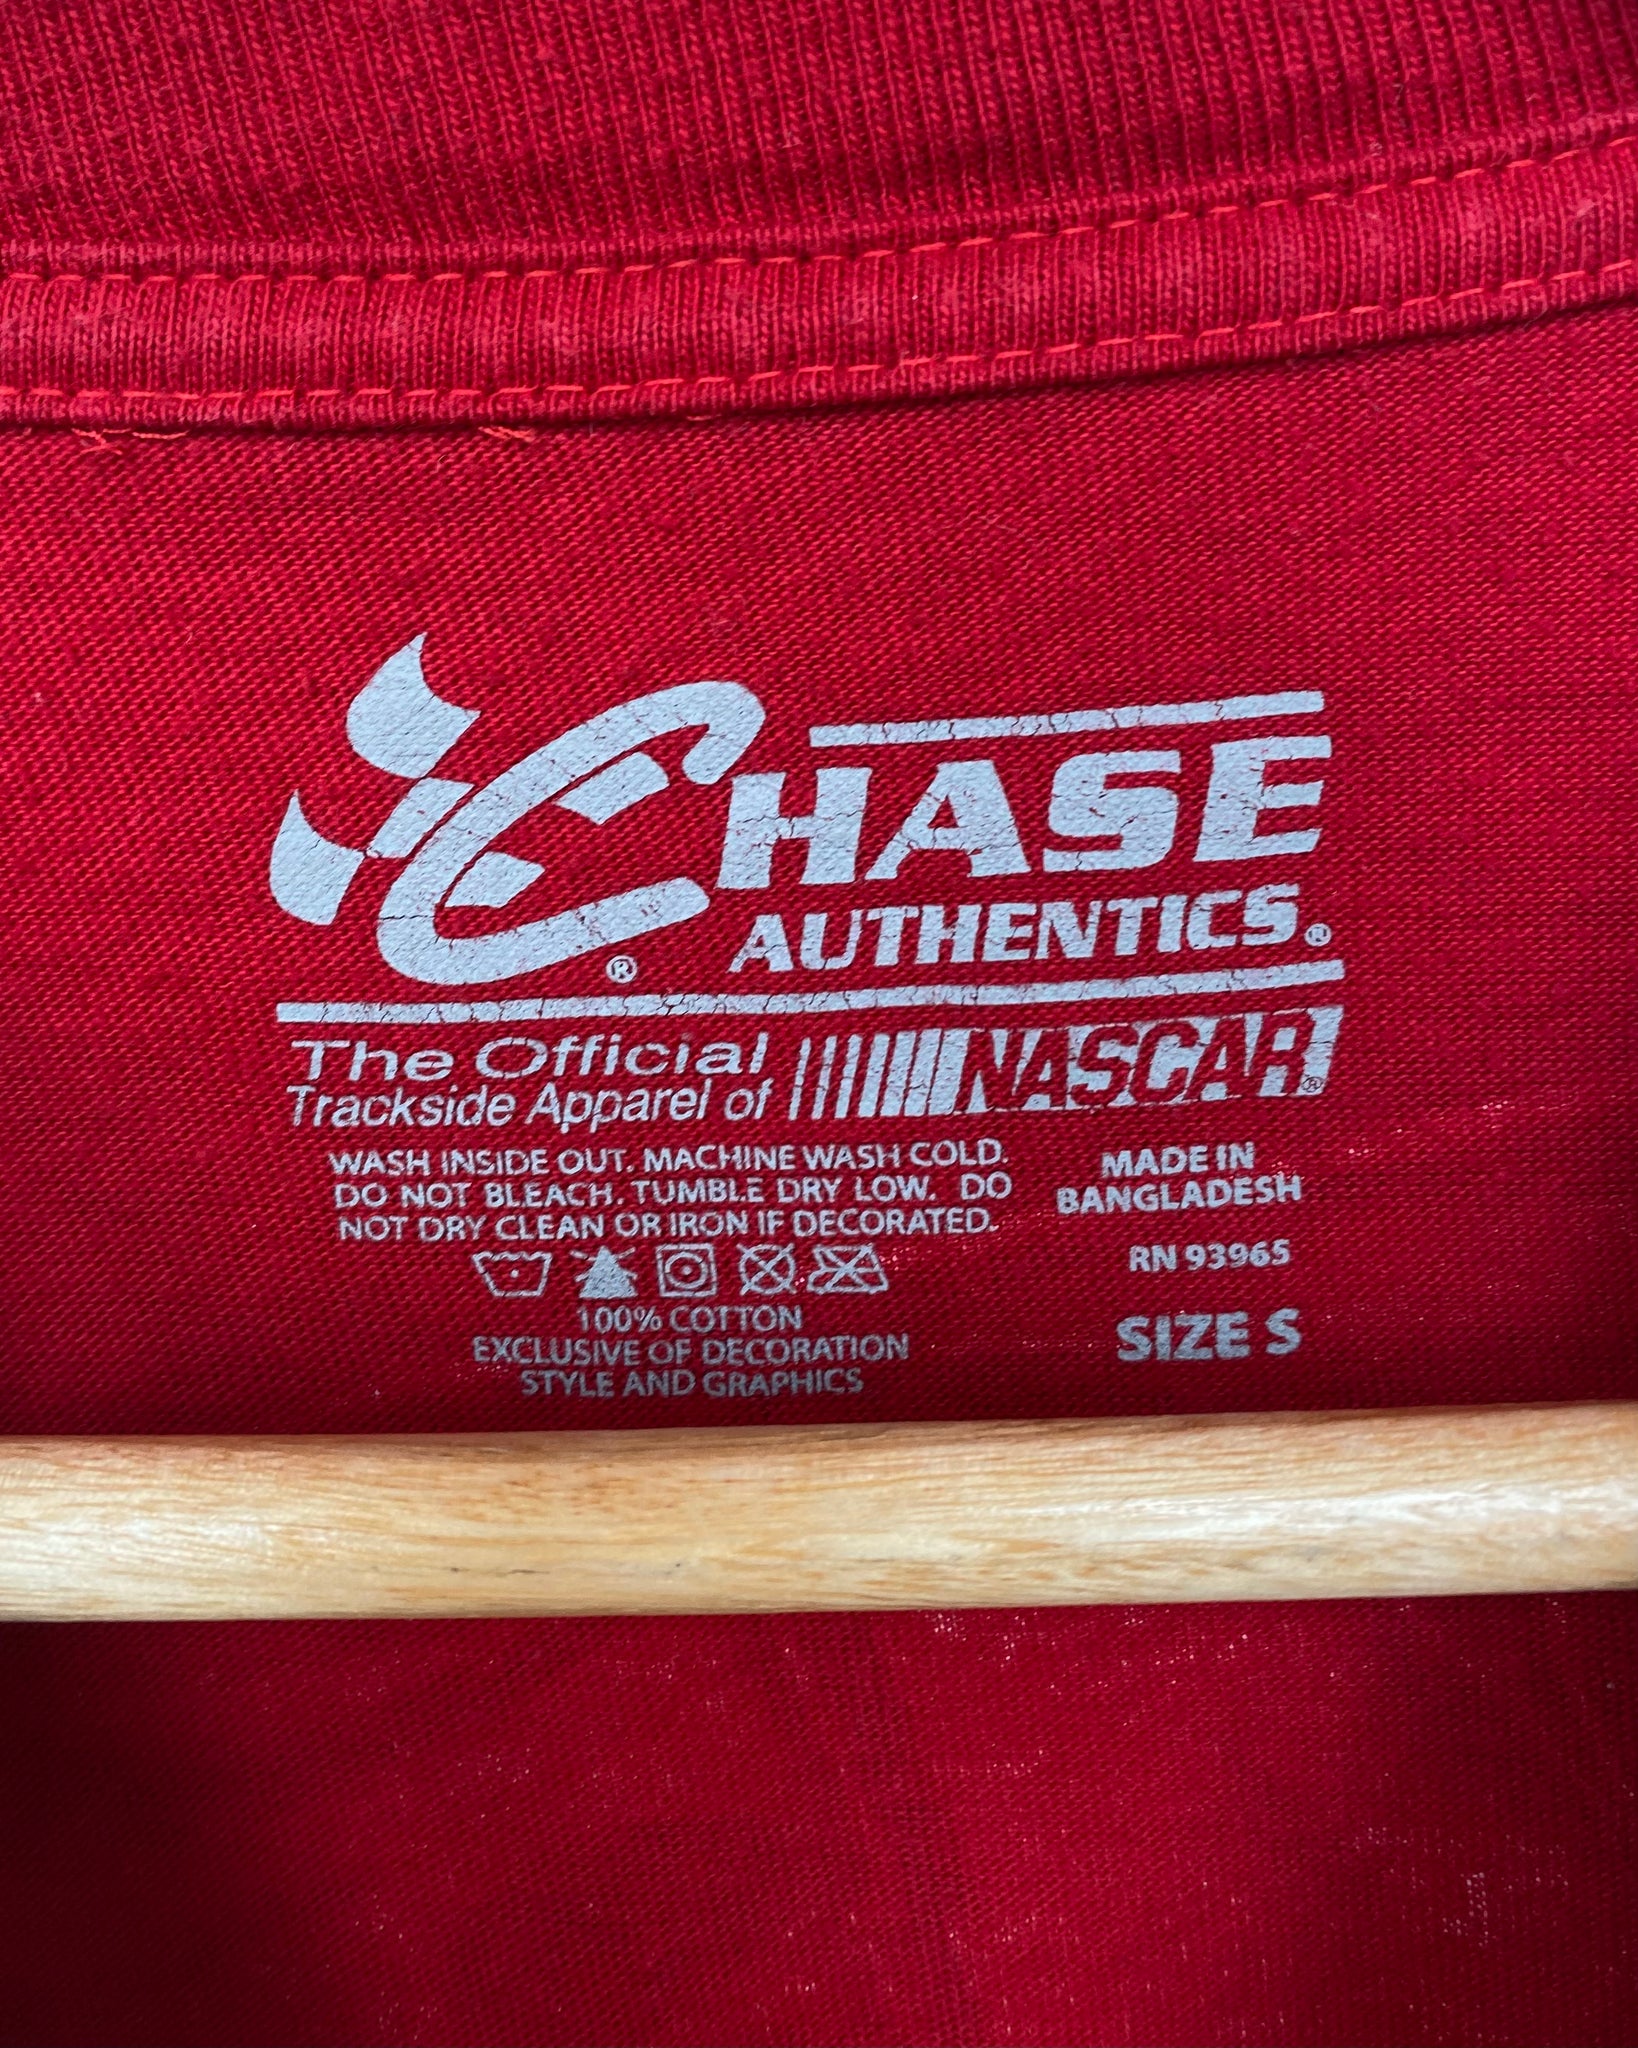 CHASE
AUTHENTICS®
®
The Official
Trackside Apparel of NASCAR®
WASH INSIDE OUT. MACHINE WASH COLD.
DO NOT BLEACH. TUMBLE DRY LOW. DO
NOT DRY CLEAN OR IRON IF DECORATED.
100% COTTON
EXCLUSIVE OF DECORATION
STYLE AND GRAPHICS
MADE IN
BANGLADESH
RN 93965
SIZE S